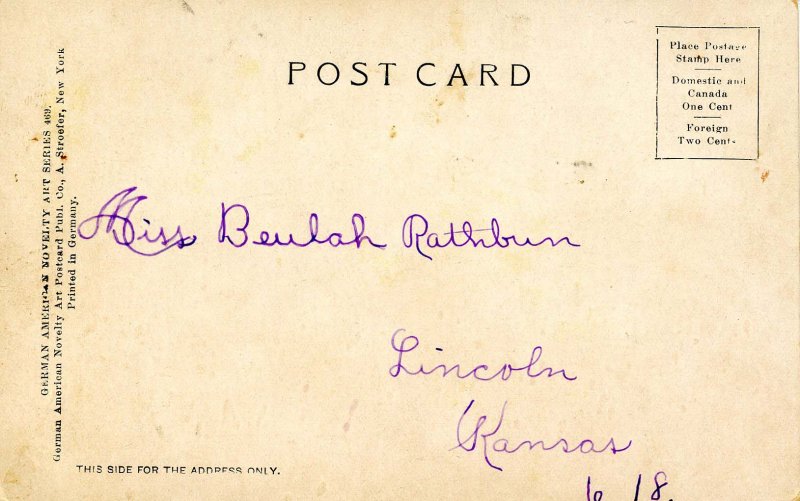 POST CARD
Place Postage
Stamp Here
Domestic and
Canada
One Cent
Foreign
Two Cents
GERMAN AMERICAN NOVELTY ART SERIES 469.
German American Novelty Art Postcard Publ. Co., A. Stroefer, New York
Printed in Germany.
Miss Beulah Rathbun
Lincoln
Kansas
THIS SIDE FOR THE ADDRESS ONLY.
6 18.